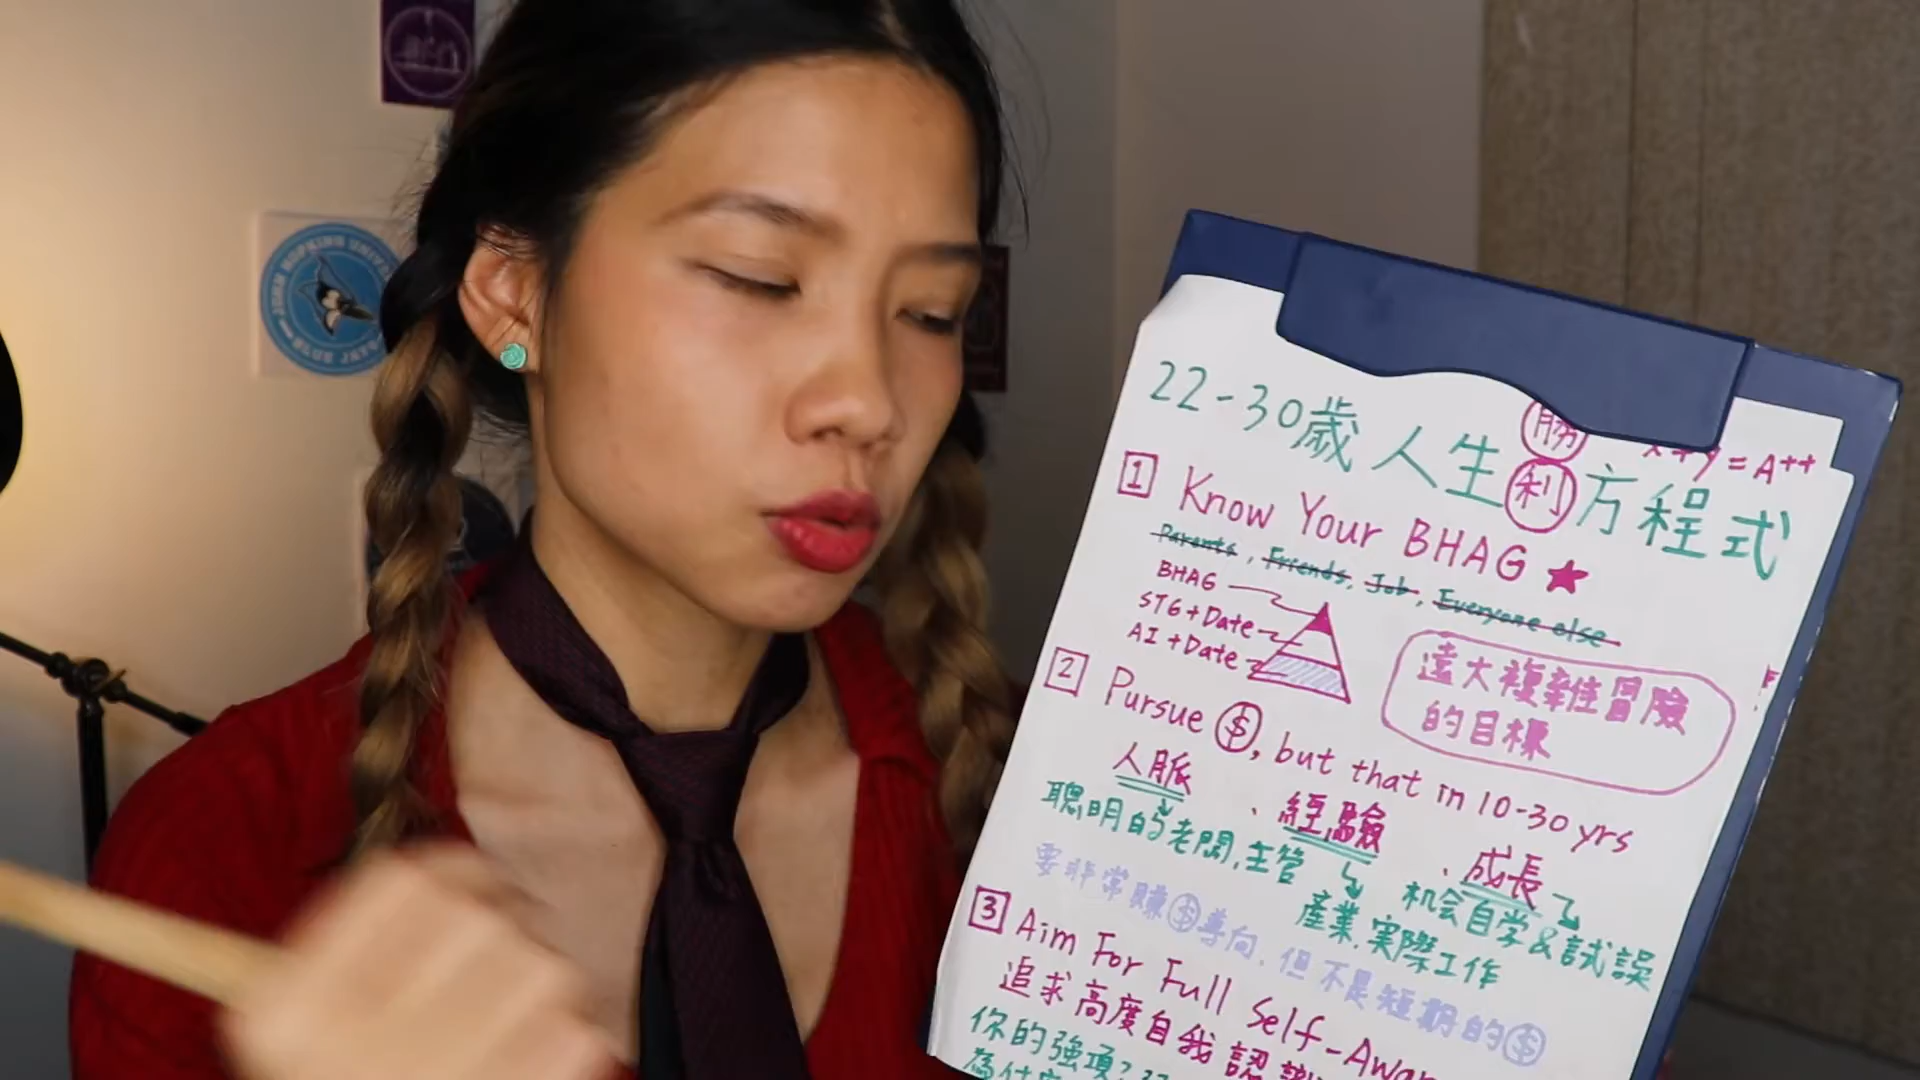 勝 x+y=A++
22-30歲人生利方程式
1 Know Your BHAG ★
Parents, Friends, Job, Everyone else
BHAG
STG+Date
AI+Date
遠大複雜冒險
的目標
2 Pursue $, but that in 10-30 yrs
人脈、經驗、成長
聰明的老闆,主管
產業,實際工作
机会自学&試誤
要非常賺$導向,但不是短期的$
3 Aim For Full Self-Awar
追求高度自我認識
你的強項?
為什麼